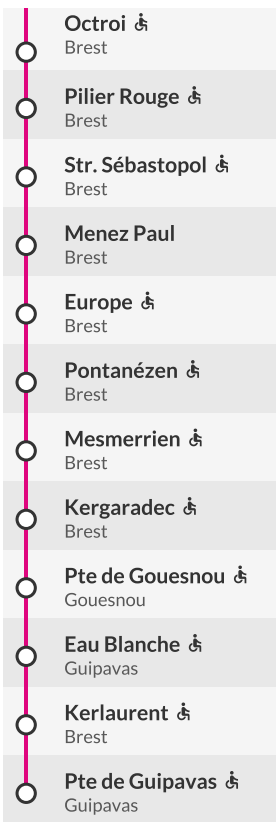 Octroi
Brest
Pilier Rouge
Brest
Str. Sébastopol
Brest
Menez Paul
Brest
Europe
Brest
Pontanézen
Brest
Mesmerrien
Brest
Kergaradec
Brest
Pte de Gouesnou
Gouesnou
Eau Blanche
Guipavas
Kerlaurent
Brest
Pte de Guipavas
Guipavas